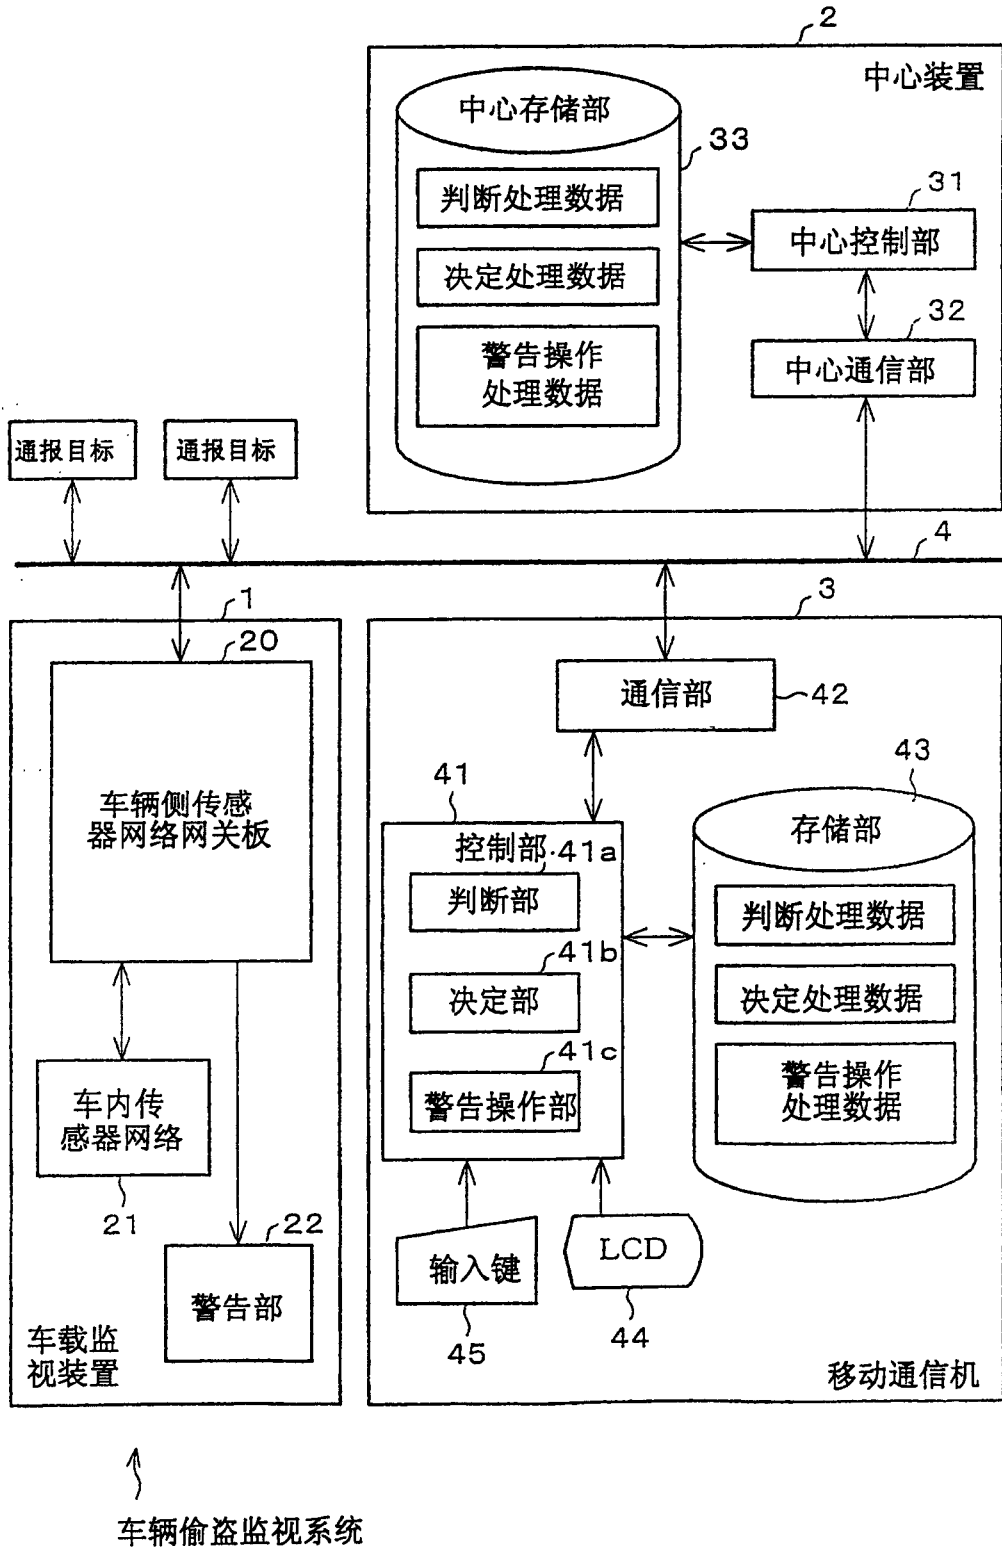 2
中心装置
中心存储部
33
判断处理数据
决定处理数据
警告操作
处理数据
31
中心控制部
32
中心通信部
通报目标
通报目标
4
1
20
车辆侧传感
器网络网关板
车内传
感器网络
21
22
警告部
车载监
视装置
3
通信部
42
41
控制部
41a
判断部
41b
决定部
41c
警告操作部
43
存储部
判断处理数据
决定处理数据
警告操作
处理数据
输入键
45
LCD
44
移动通信机
车辆偷盗监视系统